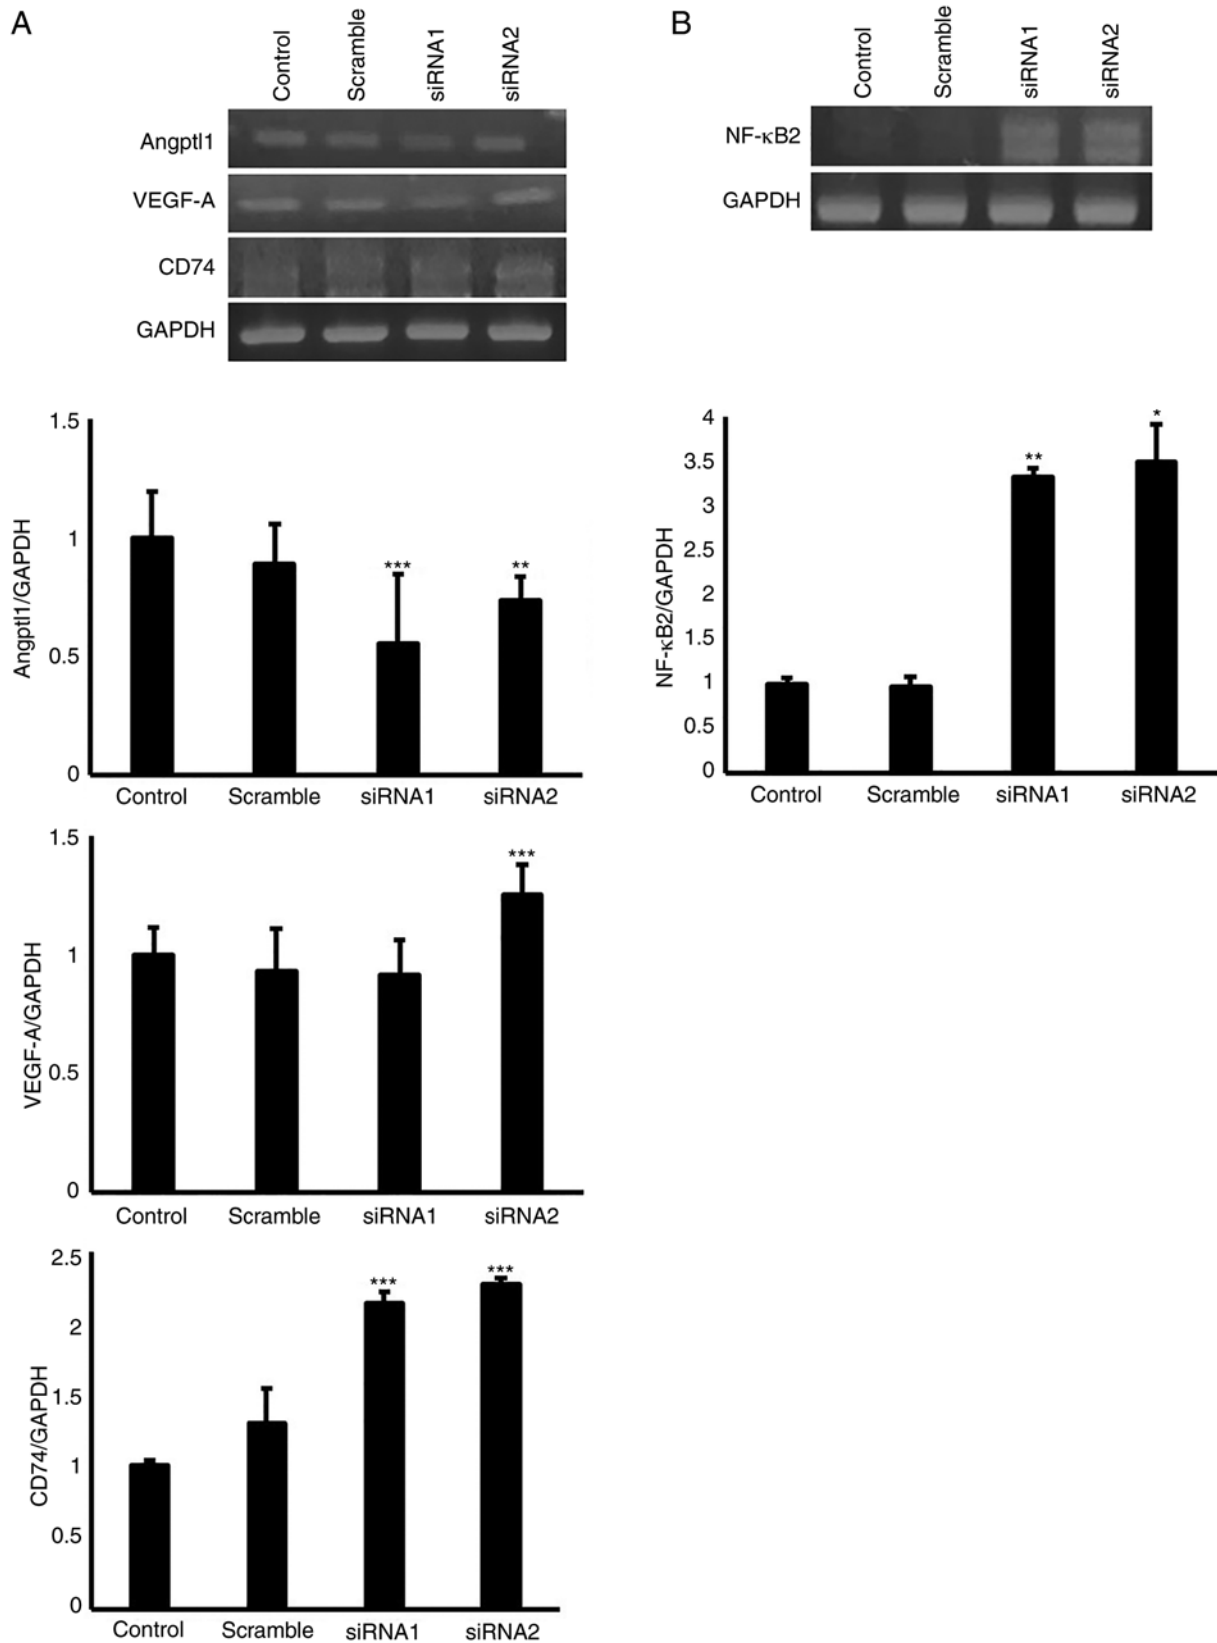 A
Control
Scramble
siRNA1
siRNA2
Angptl1
VEGF-A
CD74
GAPDH
Angptl1/GAPDH
1.5
1
0.5
0
***
**
Control Scramble siRNA1 siRNA2
VEGF-A/GAPDH
1.5
1
0.5
0
***
Control Scramble siRNA1 siRNA2
CD74/GAPDH
2.5
2
1.5
1
0.5
0
***
***
Control Scramble siRNA1 siRNA2
B
Control
Scramble
siRNA1
siRNA2
NF-κB2
GAPDH
NF-κB2/GAPDH
4
3.5
3
2.5
2
1.5
1
0.5
0
**
*
Control Scramble siRNA1 siRNA2